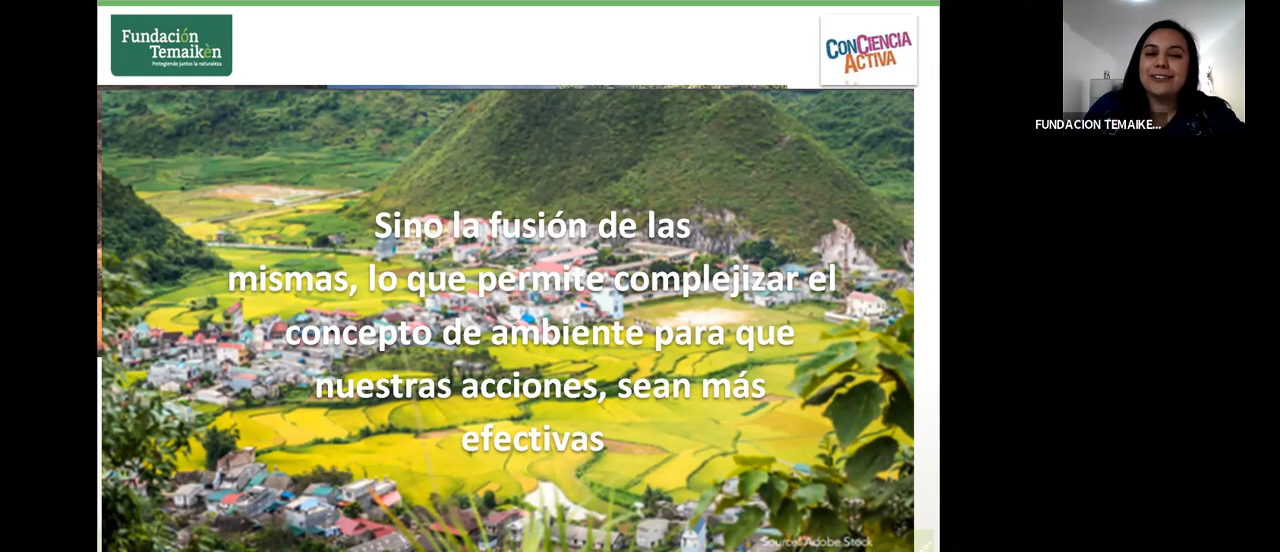 Fundación
Temaikèn
Protegiendo juntos la naturaleza
CONCIENCIA
ACTIVA
FUNDACION TEMAIKE...
Sino la fusión de las
mismas, lo que permite complejizar el
concepto de ambiente para que
nuestras acciones, sean más
efectivas
Source: Adobe Stock